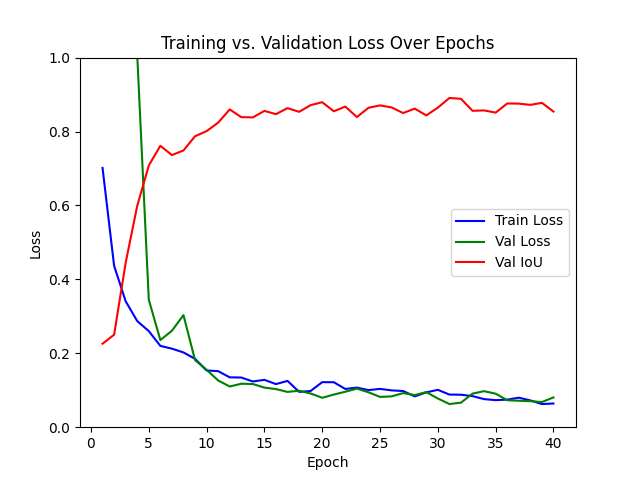 Training vs. Validation Loss Over Epochs
1.0
0.8
0.6
0.4
0.2
0.0
Loss
Train Loss
Val Loss
Val IoU
0 5 10 15 20 25 30 35 40
Epoch